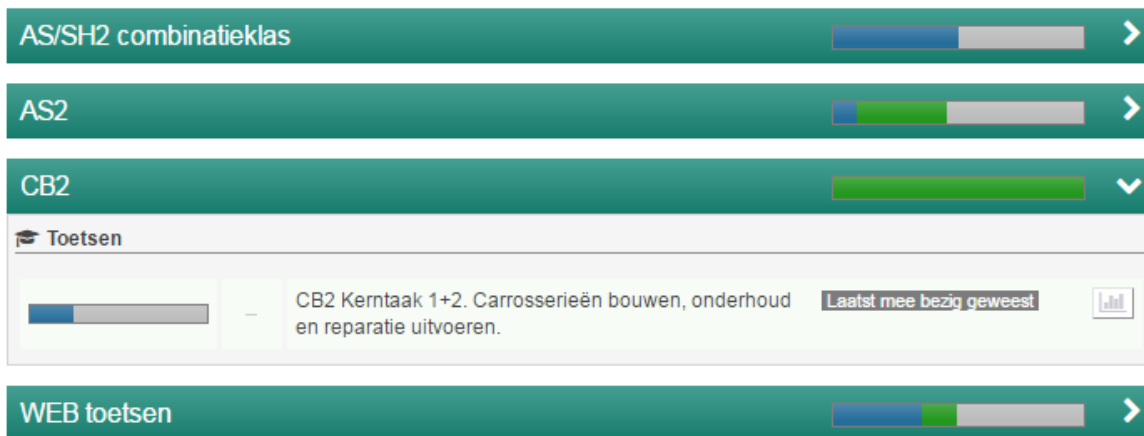 AS/SH2 combinatieklas
AS2
CB2
Toetsen
– CB2 Kerntaak 1+2. Carrosserieën bouwen, onderhoud Laatst mee bezig geweest
en reparatie uitvoeren.
WEB toetsen